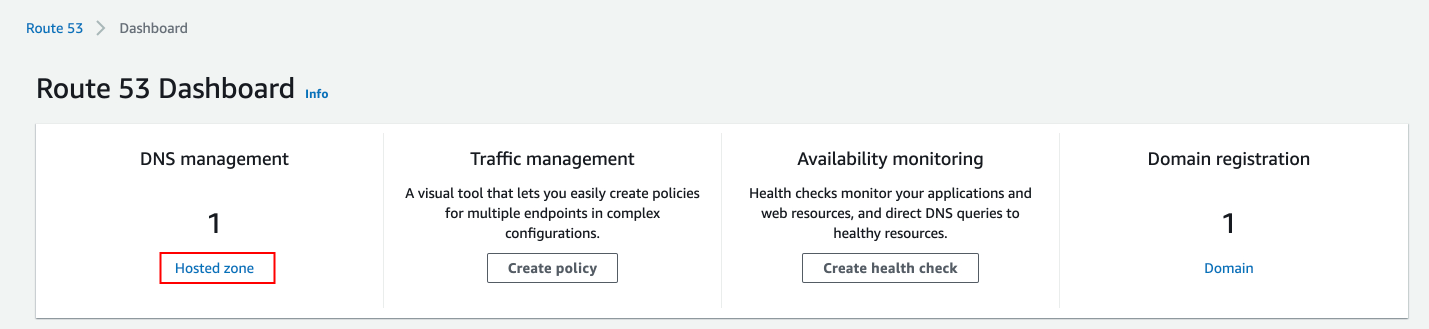 Route 53 Dashboard
Route 53 Dashboard Info
DNS management
1
Hosted zone
Traffic management
A visual tool that lets you easily create policies
for multiple endpoints in complex
configurations.
Create policy
Availability monitoring
Health checks monitor your applications and
web resources, and direct DNS queries to
healthy resources.
Create health check
Domain registration
1
Domain